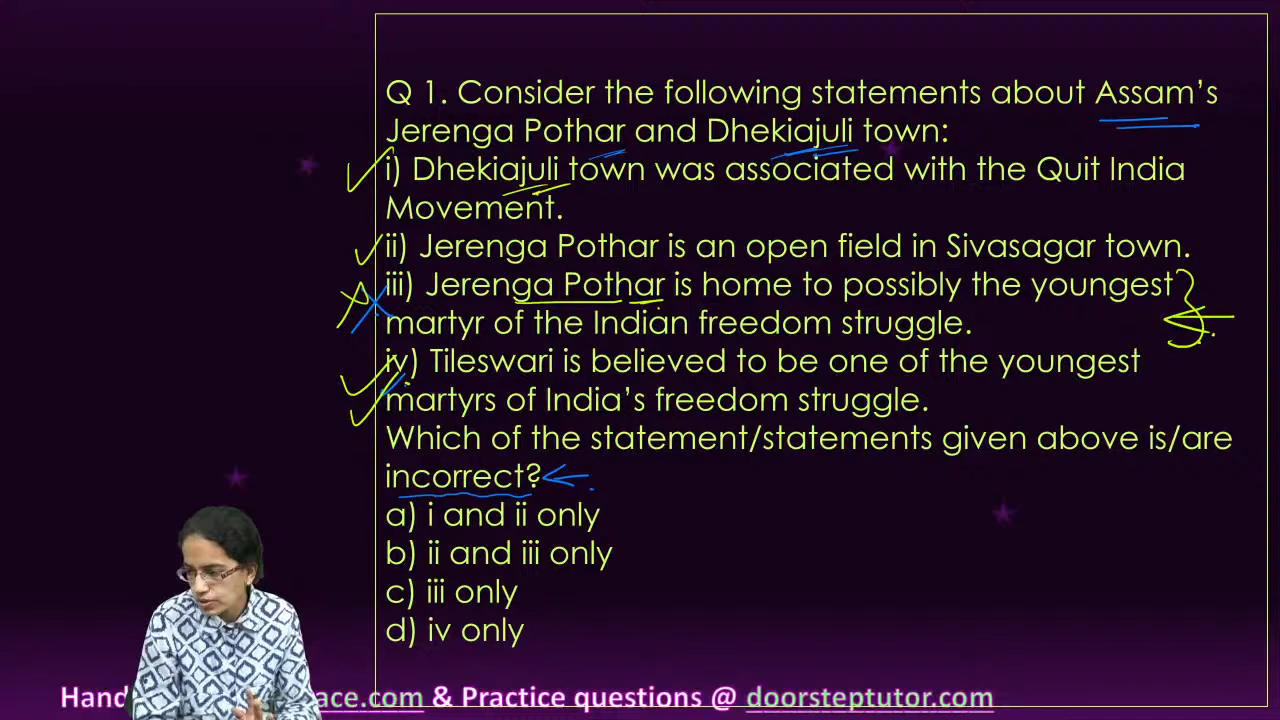 Q 1. Consider the following statements about Assam's
Jerenga Pothar and Dhekiajuli town:
i) Dhekiajuli town was associated with the Quit India
Movement.
ii) Jerenga Pothar is an open field in Sivasagar town.
iii) Jerenga Pothar is home to possibly the youngest
martyr of the Indian freedom struggle.
iv) Tileswari is believed to be one of the youngest
martyrs of India's freedom struggle.
Which of the statement/statements given above is/are
incorrect?
a) i and ii only
b) ii and iii only
c) iii only
d) iv only
& Practice questions @ doorsteptutor.com